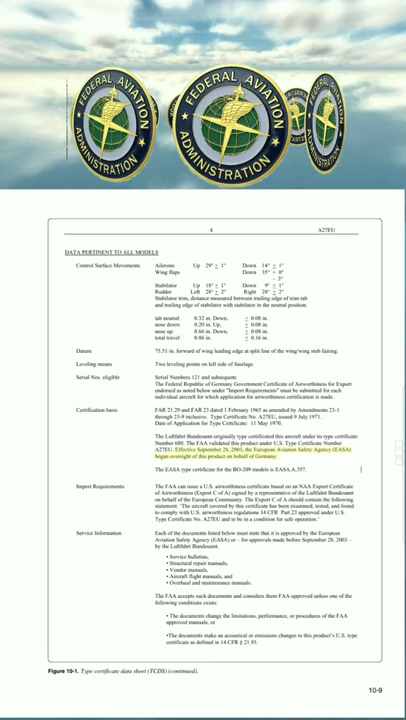 FEDERAL AVIATION
ADMINISTRATION
FEDERAL AVIATION
ADMINISTRATION
4 A27EU
DATA PERTINENT TO ALL MODELS
Control Surface Movements Ailerons Up 29° ± 1° Down 14° ± 1°
Wing flaps Down 35° + 0°
- 3°
Stabilator Up 18° ± 1° Down 9° ± 1°
Rudder Left 28° ± 2° Right 28° ± 2°
Stabilator trim, distance measured between trailing edge of trim tab
and trailing edge of stabilator with stabilator in the neutral position
tab neutral: 0.32 in. Down, ± 0.08 in.
nose down: 0.20 in. Up, ± 0.08 in.
nose up: 0.66 in. Down, ± 0.08 in.
total travel: 0.86 in. ± 0.16 in.
Datum 75.51 in. forward of wing leading edge at split line of the wing/wing stub fairing.
Leveling means Two leveling points on left side of fuselage.
Serial Nos. eligible Serial Numbers 121 and subsequent.
The Federal Republic of Germany Government Certificate of Airworthiness for Export
endorsed as noted below under "Import Requirements" must be submitted for each
individual aircraft for which application for airworthiness certification is made.
Certification basis FAR 21.29 and FAR 23 dated 1 February 1965 as amended by Amendments 23-1
through 23-9 inclusive. Type Certificate No. A27EU, issued 9 July 1971.
Date of Application for Type Certificate: 11 May 1970.
The Luftfahrt Bundesamt originally type certificated this aircraft under its type certificate
Number 680. The FAA validated this product under U.S. Type Certificate Number
A27EU. Effective September 28, 2003, the European Aviation Safety Agency (EASA)
began oversight of this product on behalf of Germany.
The EASA type certificate for the BO-209 models is EASA.A.357.
Import Requirements The FAA can issue a U.S. airworthiness certificate based on an NAA Export Certificate
of Airworthiness (Export C of A) signed by a representative of the Luftfahrt Bundesamt
on behalf of the European Community. The Export C of A should contain the following
statement: 'The aircraft covered by this certificate has been examined, tested, and found
to comply with U.S. airworthiness regulations 14 CFR Part 23 approved under U.S.
Type Certificate No. A27EU and to be in a condition for safe operation.'
Service Information Each of the documents listed below must state that it is approved by the European
Aviation Safety Agency (EASA) or – for approvals made before September 28, 2003 –
by the Luftfahrt Bundesamt.
• Service bulletins,
• Structural repair manuals,
• Vendor manuals,
• Aircraft flight manuals, and
• Overhaul and maintenance manuals.
The FAA accepts such documents and considers them FAA-approved unless one of the
following conditions exists:
• The documents change the limitations, performance, or procedures of the FAA
approved manuals; or
•The documents make an acoustical or emissions changes to this product's U.S. type
certificate as defined in 14 CFR § 21.93.
Figure 10-1. Type certificate data sheet (TCDS) (continued).
10-9